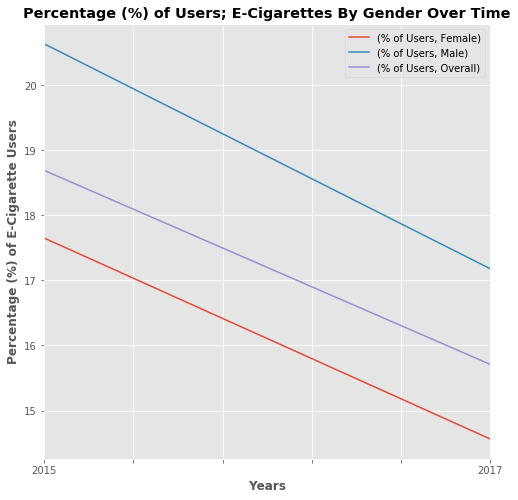 Percentage (%) of Users; E-Cigarettes By Gender Over Time
(% of Users, Female)
(% of Users, Male)
(% of Users, Overall)
Percentage (%) of E-Cigarette Users
20
19
18
17
16
15
2015
2017
Years